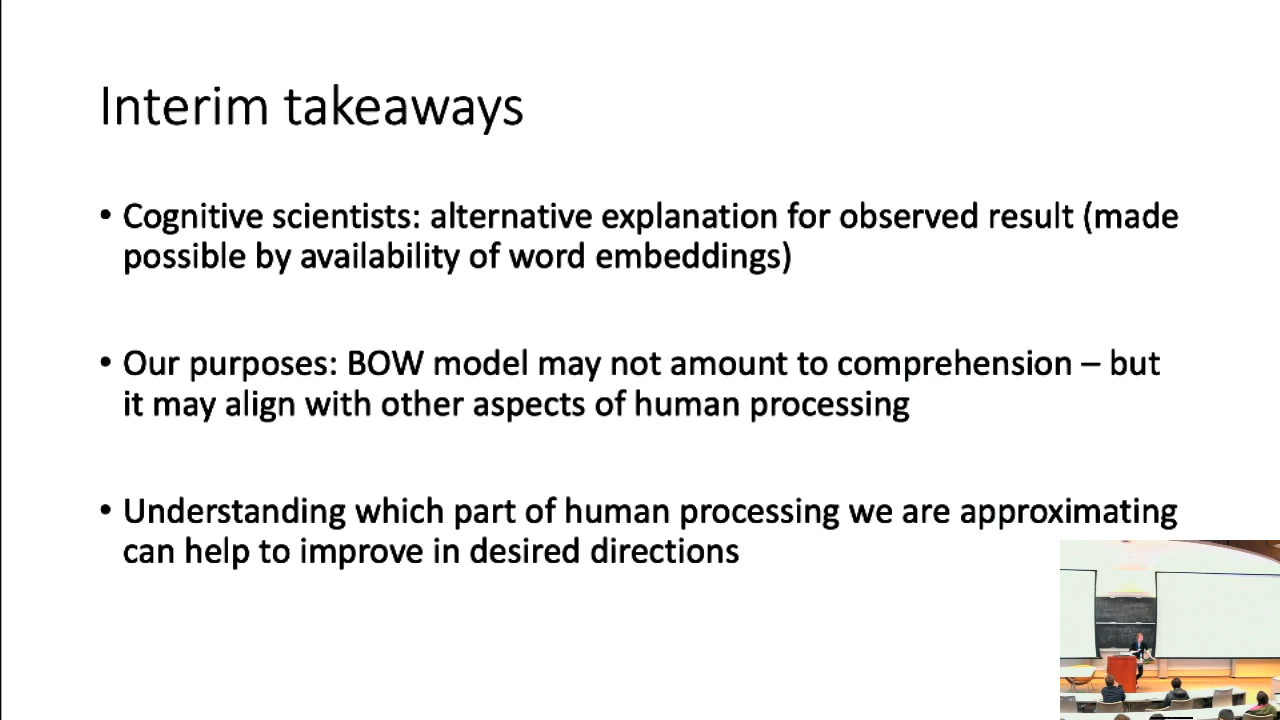 Interim takeaways
• Cognitive scientists: alternative explanation for observed result (made
possible by availability of word embeddings)
• Our purposes: BOW model may not amount to comprehension – but
it may align with other aspects of human processing
• Understanding which part of human processing we are approximating
can help to improve in desired directions